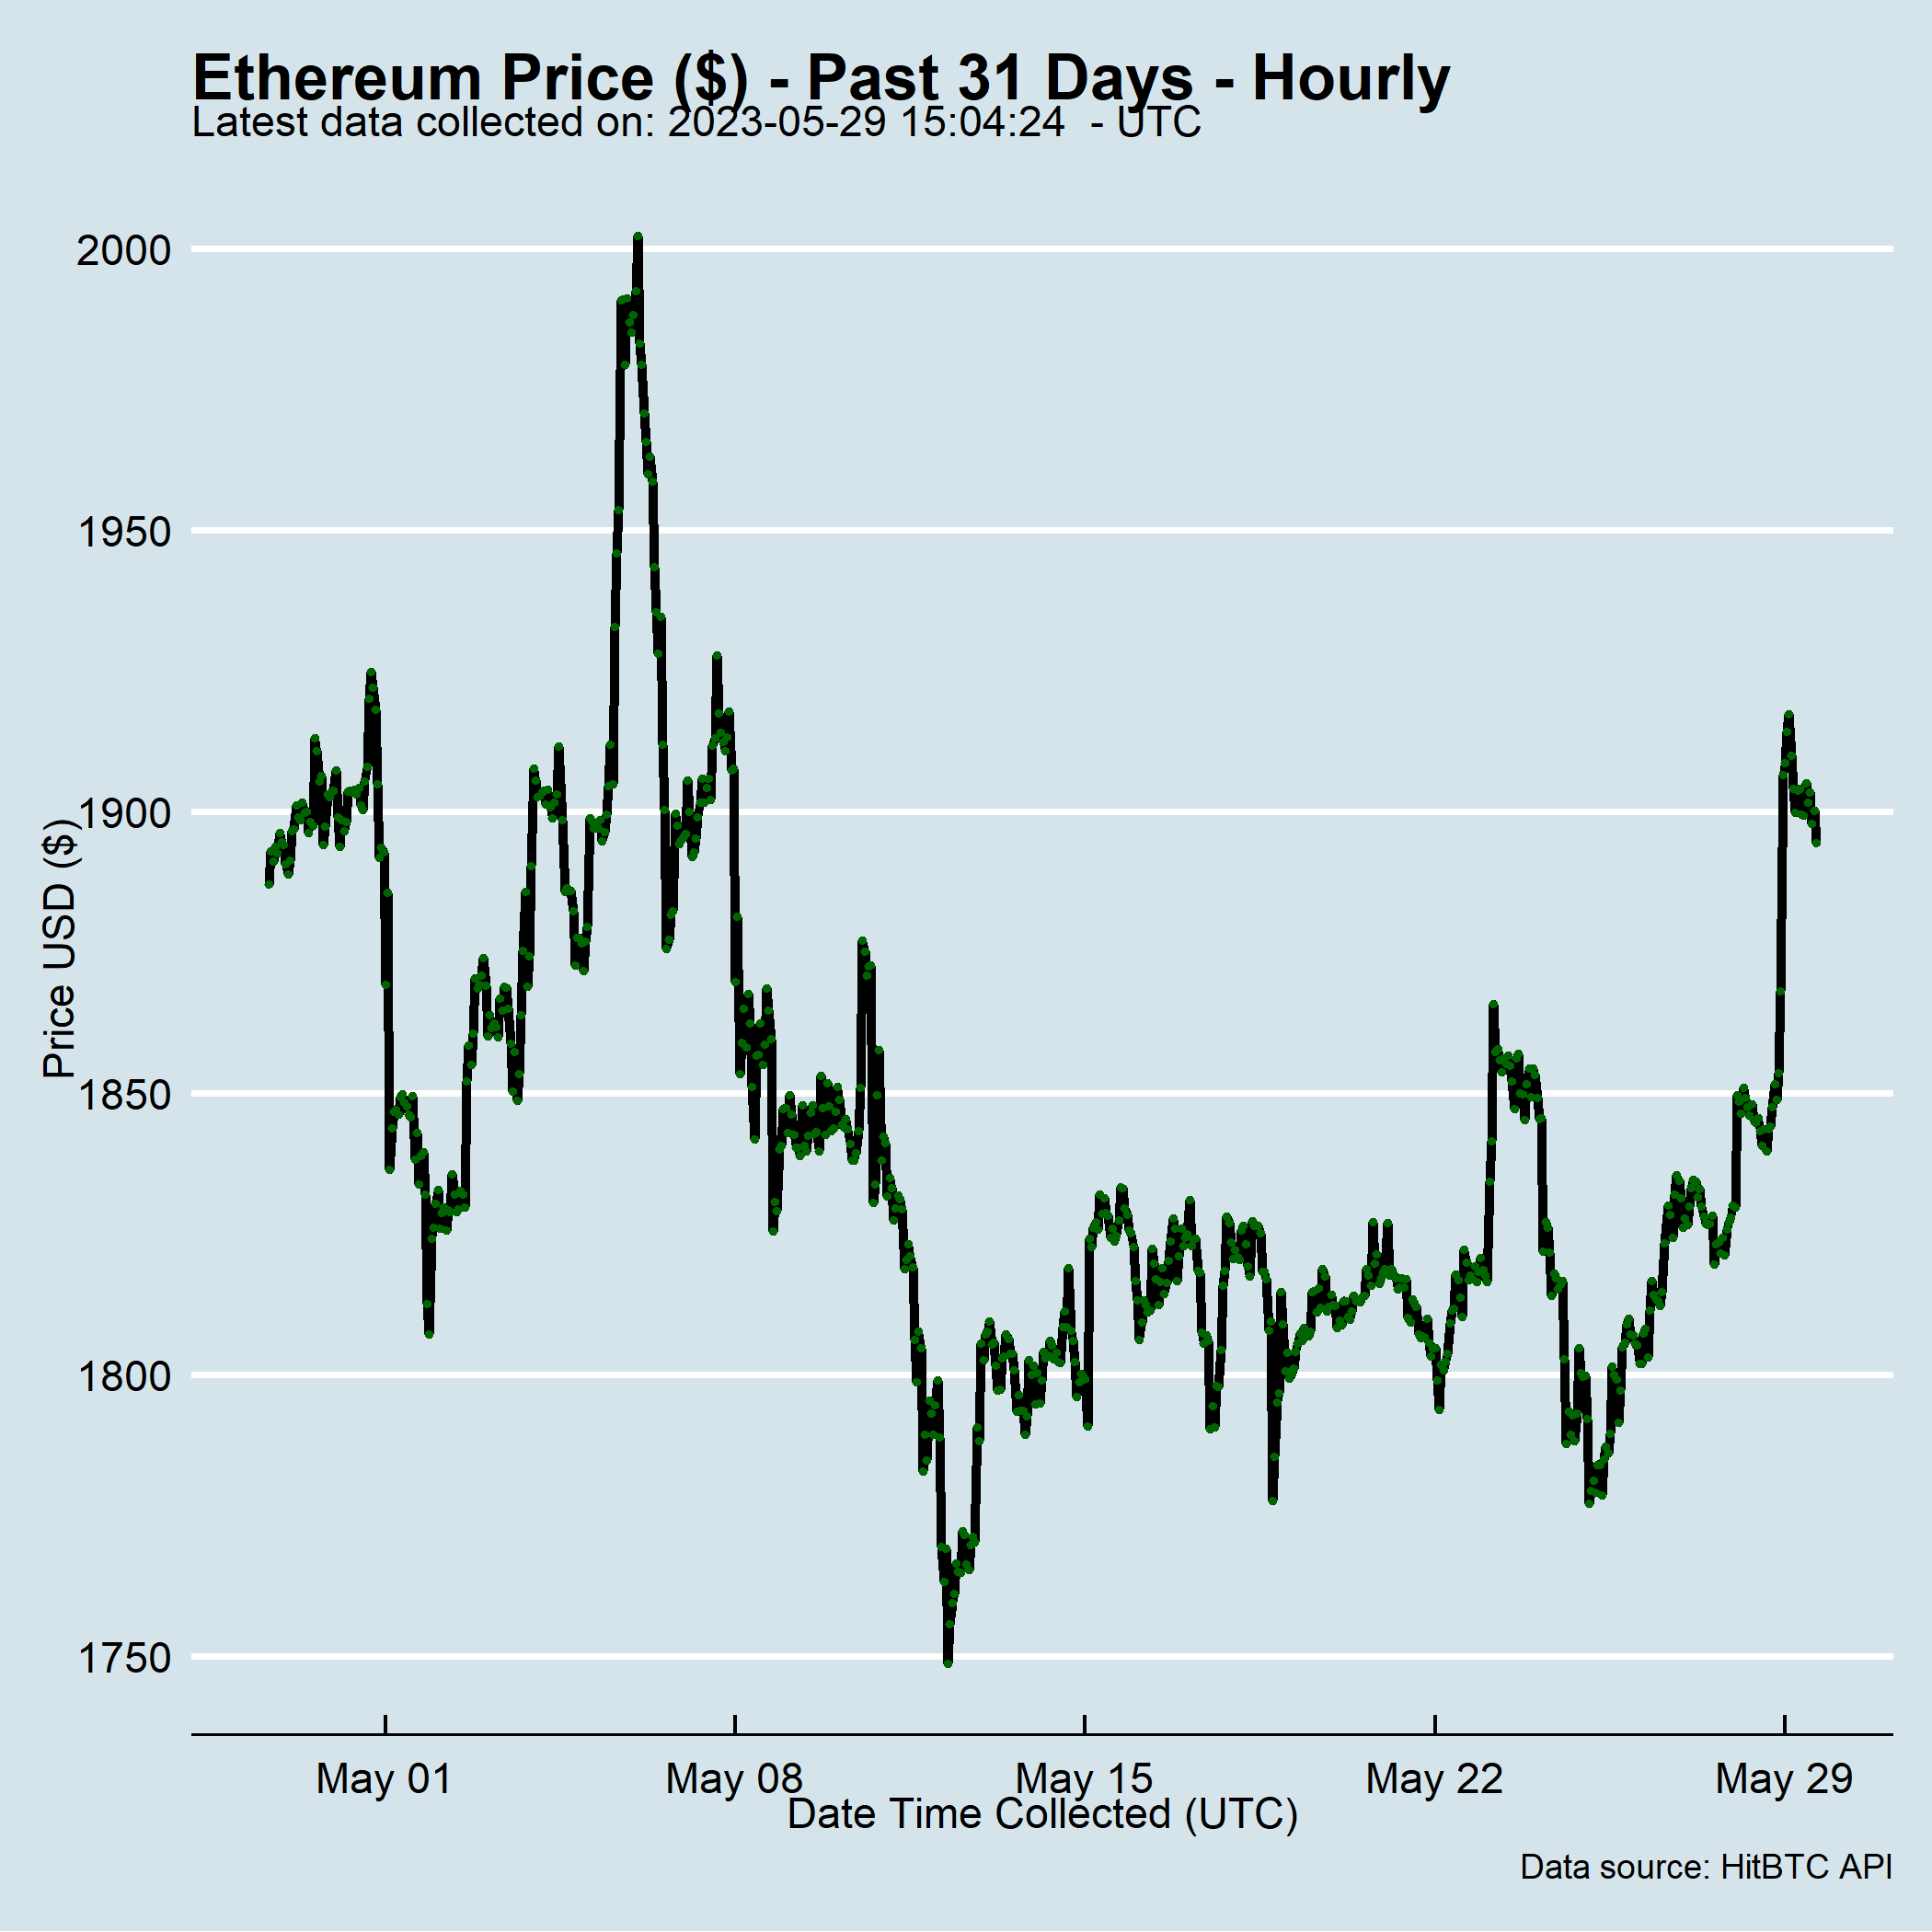 Ethereum Price ($) - Past 31 Days - Hourly
Latest data collected on: 2023-05-29 15:04:24  - UTC
Price USD ($)
2000
1950
1900
1850
1800
1750
May 01 May 08 May 15 May 22 May 29
Date Time Collected (UTC)
Data source: HitBTC API